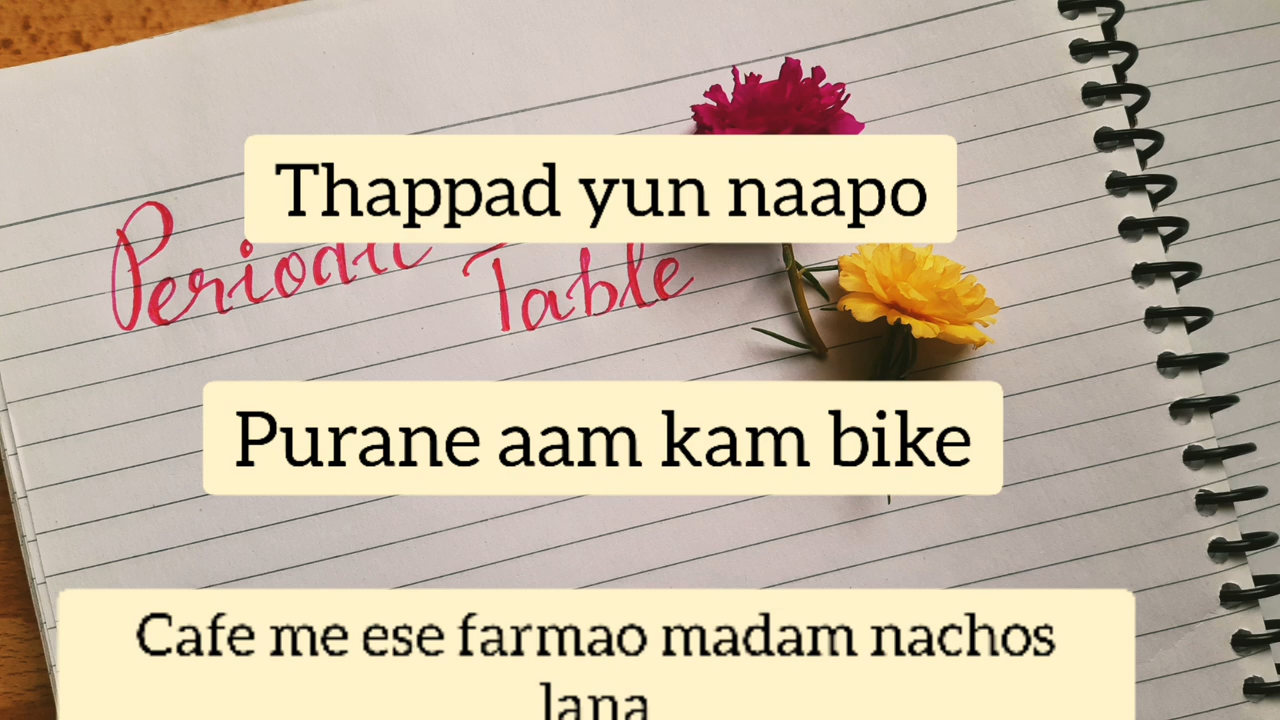 Thappad yun naapo
Periodic Table
Purane aam kam bike
Cafe me ese farmao madam nachos
lana